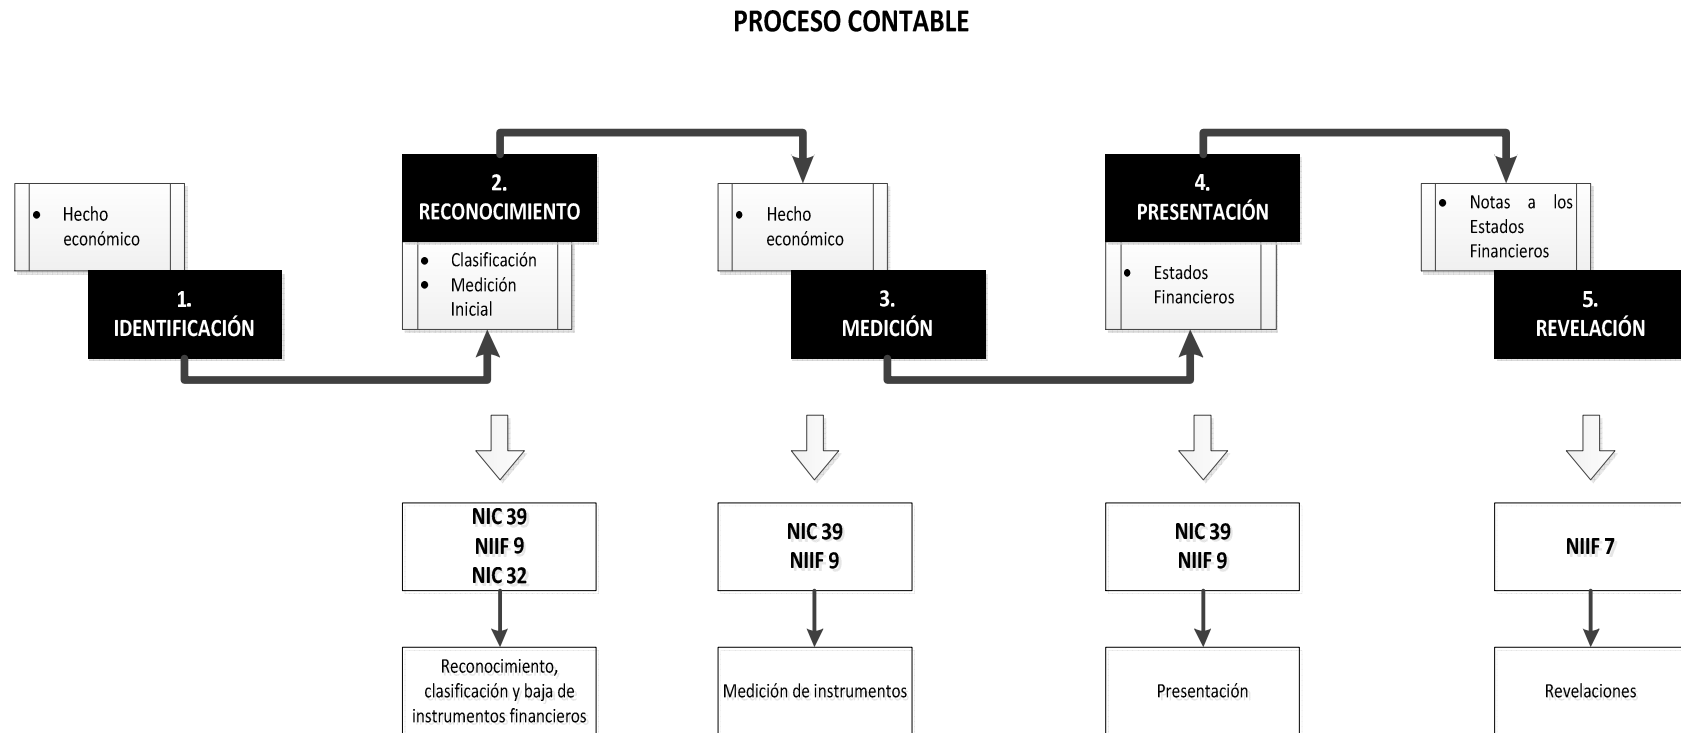 PROCESO CONTABLE
• Hecho
económico
1.
IDENTIFICACIÓN
2.
RECONOCIMIENTO
• Clasificación
• Medición
Inicial
• Hecho
económico
3.
MEDICIÓN
4.
PRESENTACIÓN
• Estados
Financieros
• Notas a los
Estados
Financieros
5.
REVELACIÓN
NIC 39
NIIF 9
NIC 32
Reconocimiento,
clasificación y baja de
instrumentos financieros
NIC 39
NIIF 9
Medición de instrumentos
NIC 39
NIIF 9
Presentación
NIIF 7
Revelaciones